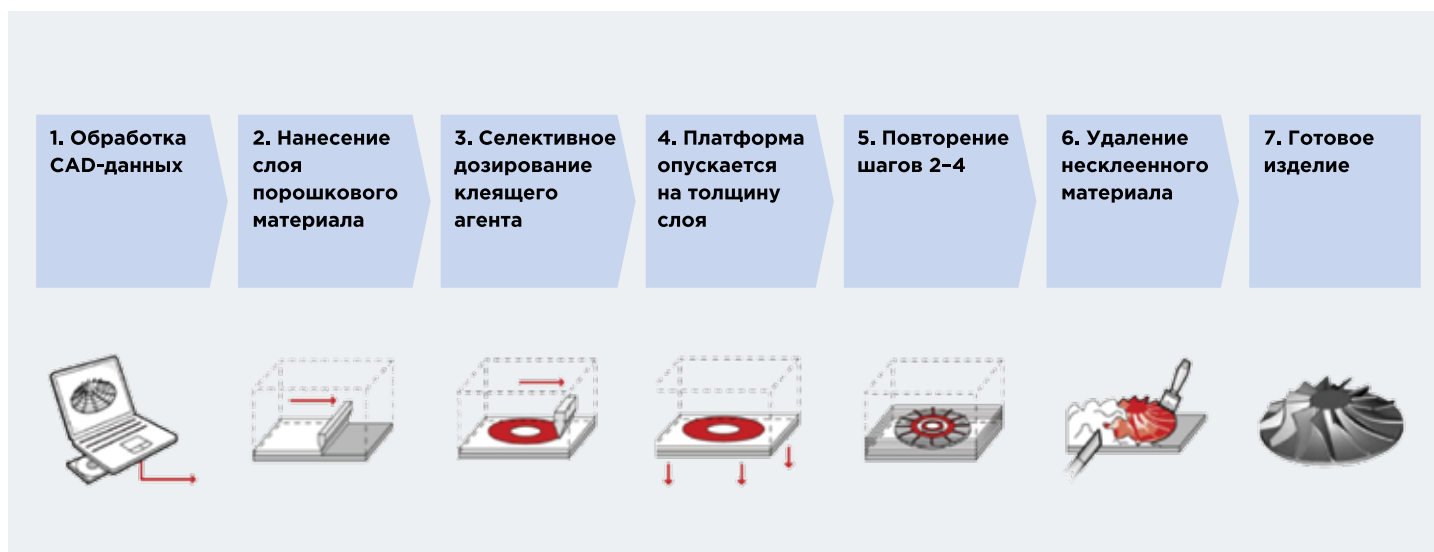 1. Обработка
CAD-данных
2. Нанесение
слоя
порошкового
материала
3. Селективное
дозирование
клеящего
агента
4. Платформа
опускается
на толщину
слоя
5. Повторение
шагов 2–4
6. Удаление
несклеенного
материала
7. Готовое
изделие